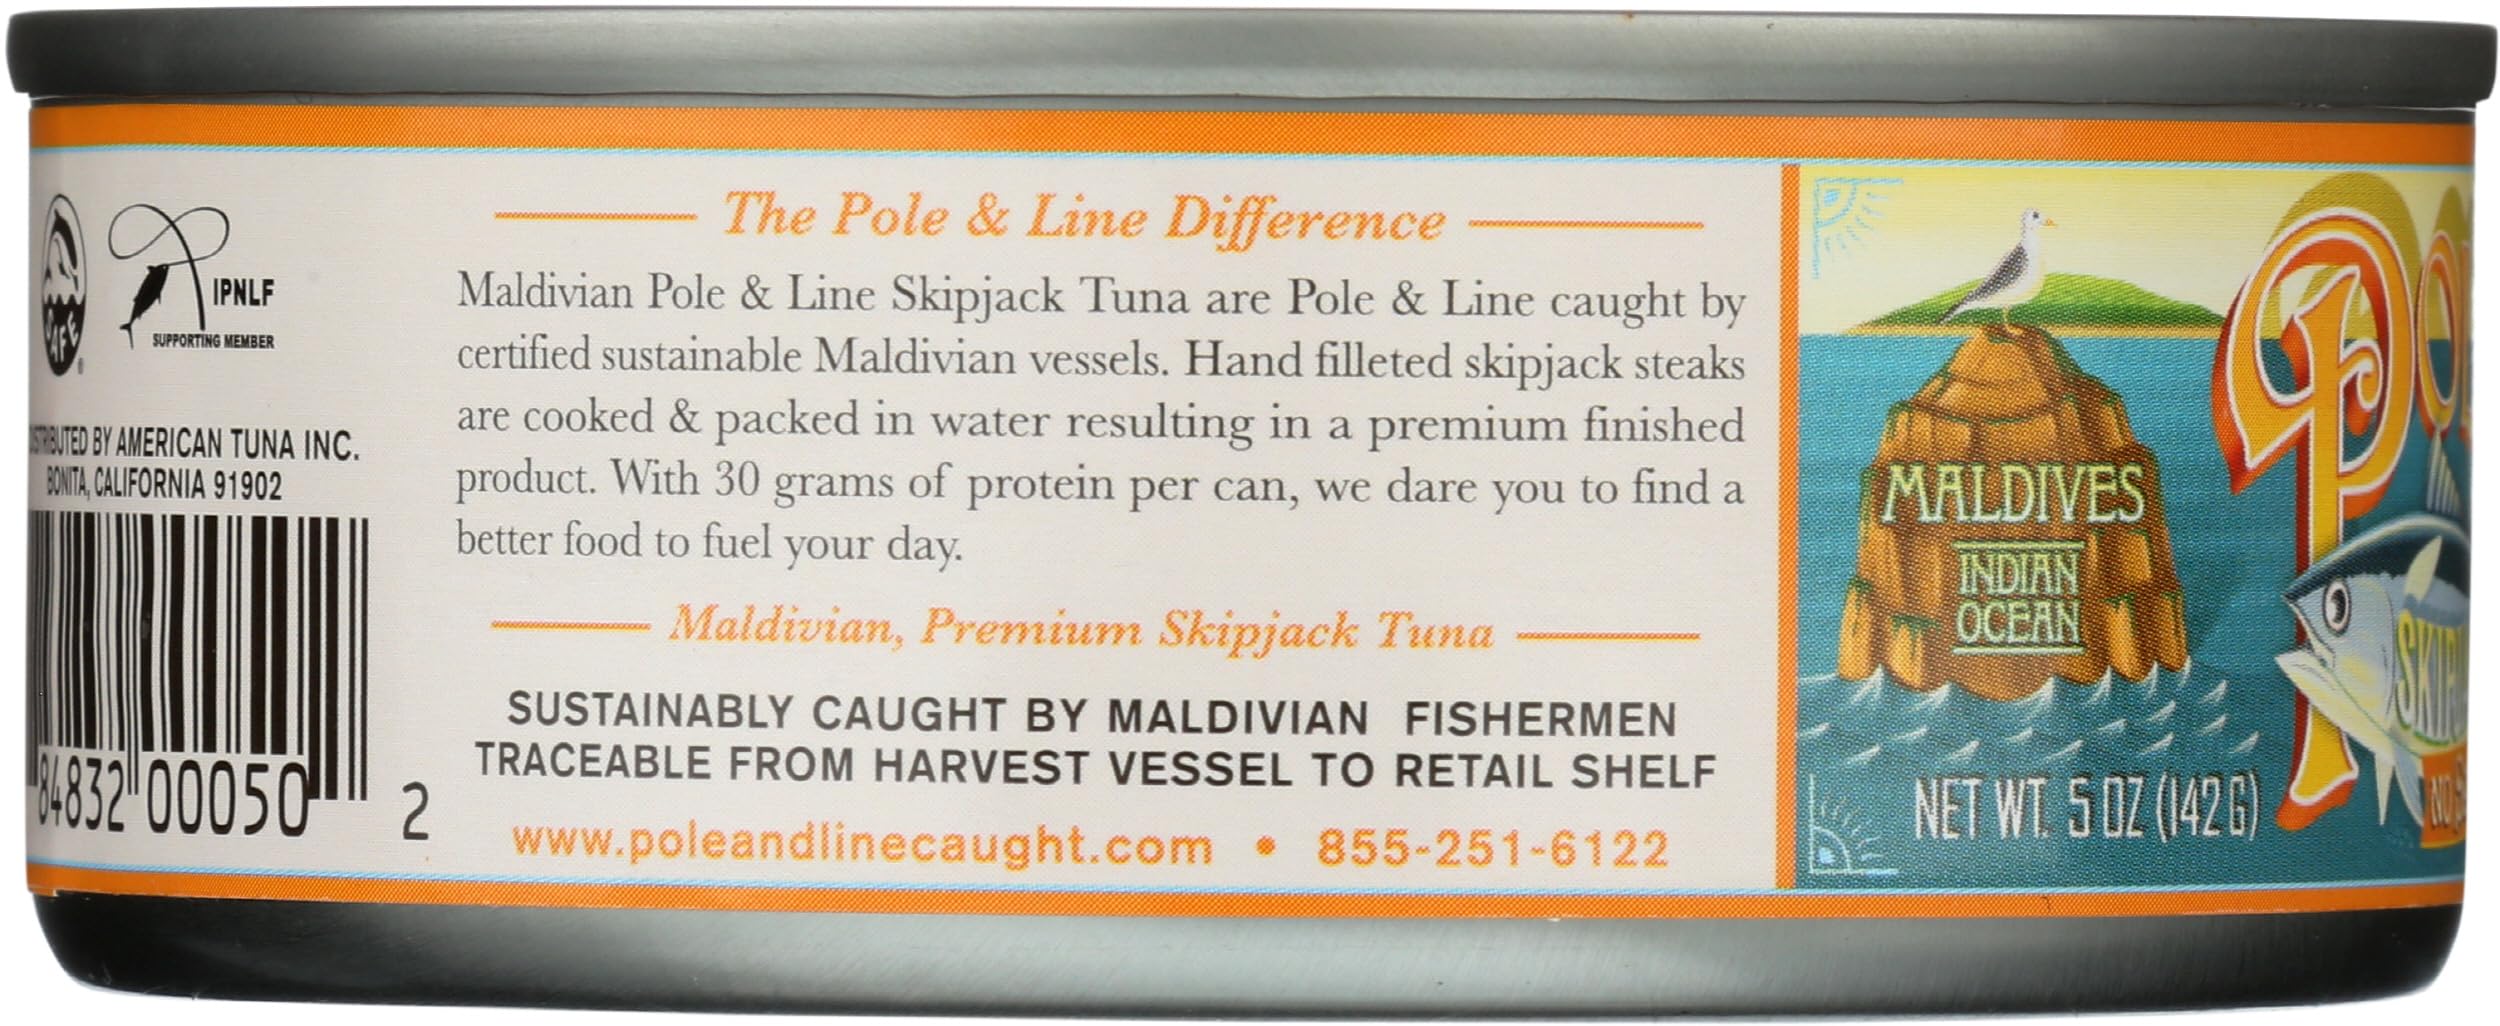 IPNLF
SUPPORTING MEMBER
BY AMERICAN TUNA INC.
BONITA, CALIFORNIA 91902
84832 00050 2
The Pole & Line Difference
Maldivian Pole & Line Skipjack Tuna are Pole & Line caught by
certified sustainable Maldivian vessels. Hand filleted skipjack steaks
are cooked & packed in water resulting in a premium finished
product. With 30 grams of protein per can, we dare you to find a
better food to fuel your day.
Maldivian, Premium Skipjack Tuna
SUSTAINABLY CAUGHT BY MALDIVIAN FISHERMEN
TRACEABLE FROM HARVEST VESSEL TO RETAIL SHELF
www.poleandlinecaught.com • 855-251-6122
MALDIVES
INDIAN
OCEAN
NET WT. 5 OZ (142 G)